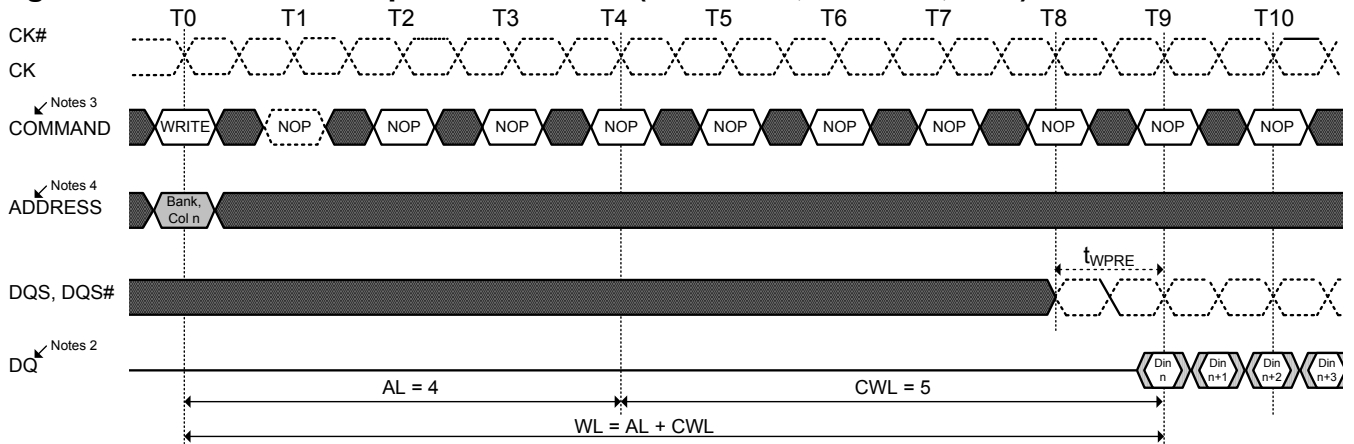 T0 T1 T2 T3 T4 T5 T6 T7 T8 T9 T10
CK#
CK
Notes 3
COMMAND WRITE NOP NOP NOP NOP NOP NOP NOP NOP NOP NOP
Notes 4
ADDRESS Bank,
Col n
tWPRE
DQS, DQS#
Notes 2
DQ Din n Din n+1 Din n+2 Din n+3
AL = 4 CWL = 5
WL = AL + CWL